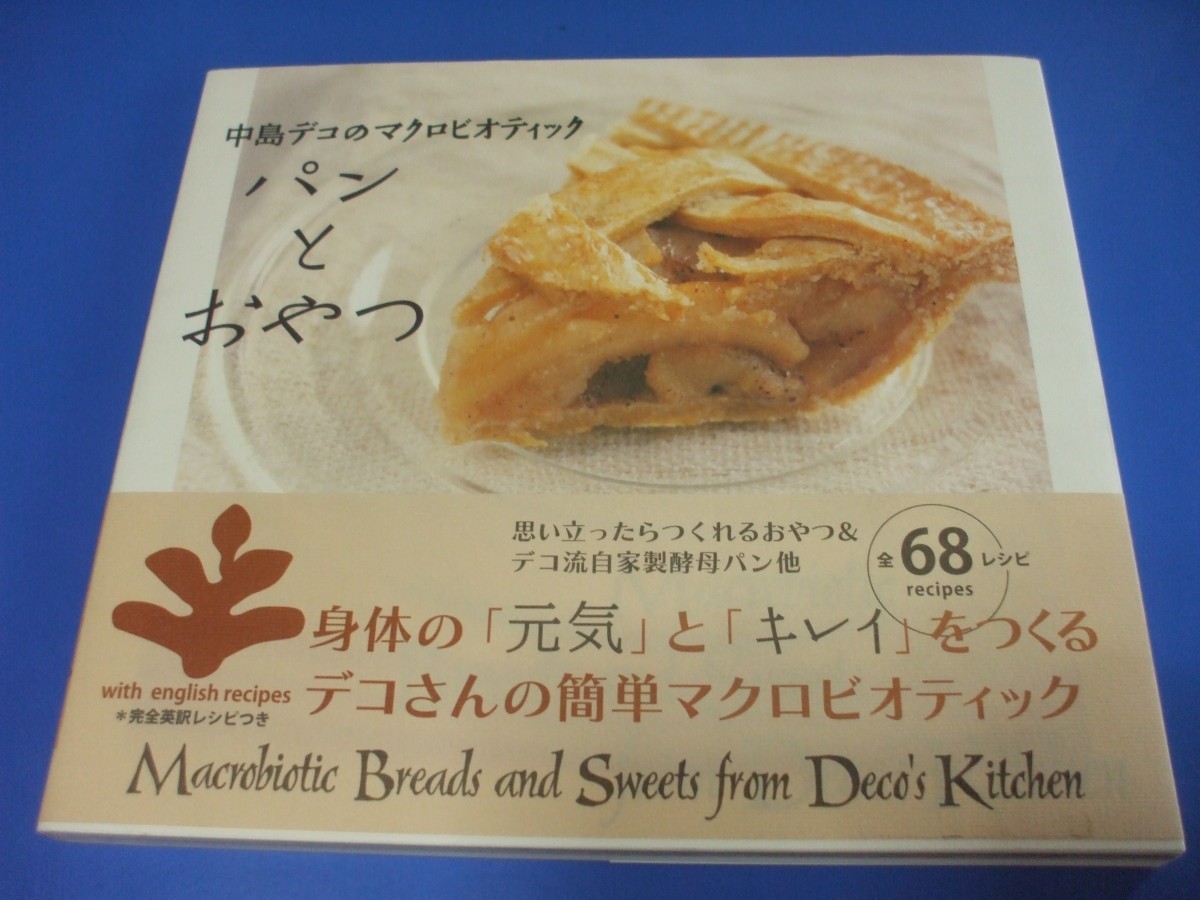 中島デコのマクロビオティック
パン
と
おやつ
思い立ったらつくれるおやつ&
デコ流自家製酵母パン他
全68レシピ
recipes
身体の「元気」と「キレイ」をつくる
デコさんの簡単マクロビオティック
with english recipes
*完全英訳レシピつき
Macrobiotic Breads and Sweets from Deco's Kitchen